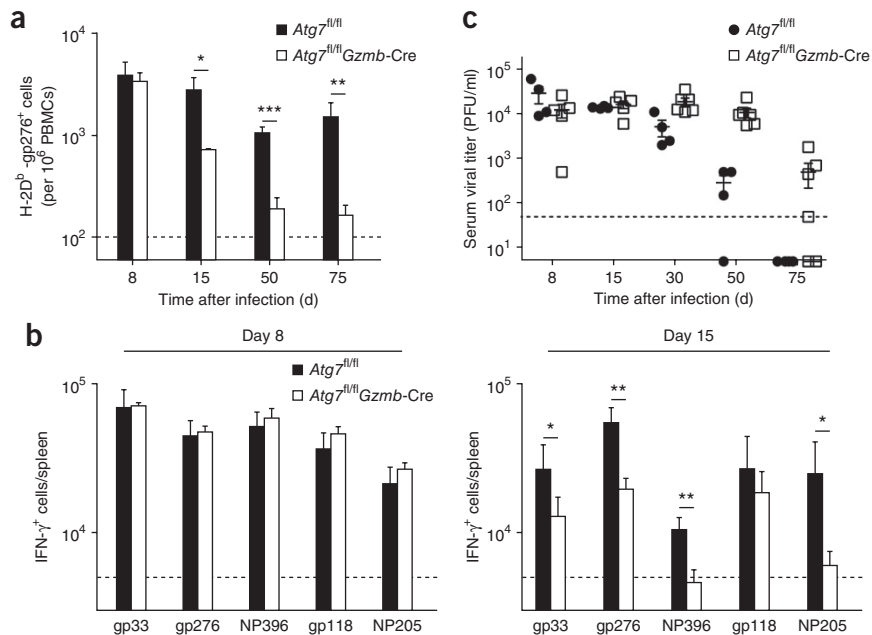 a
Atg7fl/fl
Atg7fl/flGzmb-Cre
H-2Db -gp276+ cells
(per 106 PBMCs)
104
103
102
*
***
**
8 15 50 75
Time after infection (d)
c
Atg7fl/fl
Atg7fl/flGzmb-Cre
Serum viral titer (PFU/ml)
105
104
103
102
101
8 15 30 50 75
Time after infection (d)
b
Day 8
Atg7fl/fl
Atg7fl/flGzmb-Cre
IFN-γ+ cells/spleen
105
104
gp33 gp276 NP396 gp118 NP205
Day 15
IFN-γ+ cells/spleen
105
104
*
**
**
*
gp33 gp276 NP396 gp118 NP205